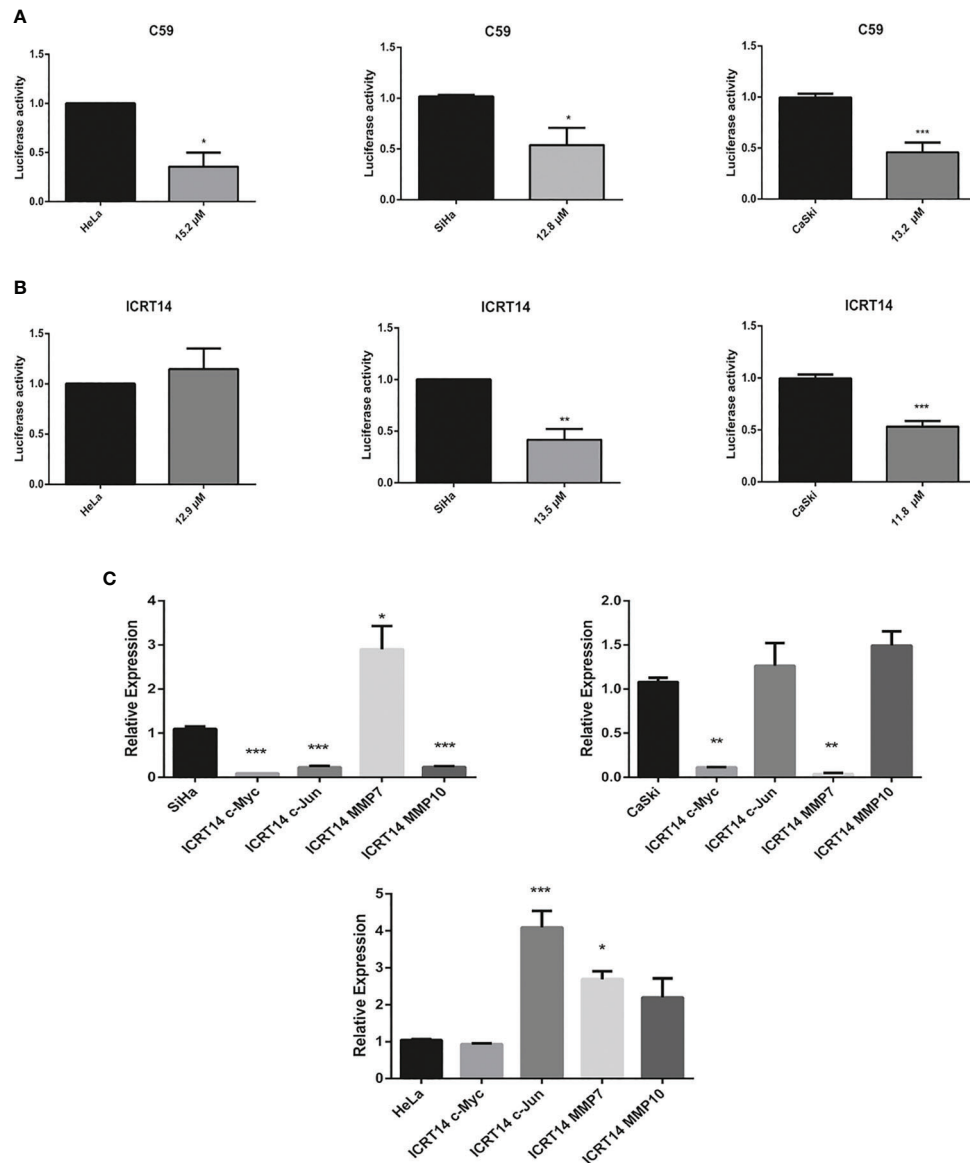 A
C59
Luciferase activity
1.5
1.0
0.5
0.0
HeLa
15.2 µM
*
C59
Luciferase activity
1.5
1.0
0.5
0.0
SiHa
12.8 µM
*
C59
Luciferase activity
1.5
1.0
0.5
0.0
CaSki
13.2 µM
***
B
ICRT14
Luciferase activity
1.5
1.0
0.5
0.0
HeLa
12.9 µM
ICRT14
Luciferase activity
1.5
1.0
0.5
0.0
SiHa
13.5 µM
**
ICRT14
Luciferase activity
1.5
1.0
0.5
0.0
CaSki
11.8 µM
***
C
Relative Expression
4
3
2
1
0
SiHa
ICRT14 c-Myc
ICRT14 c-Jun
ICRT14 MMP7
ICRT14 MMP10
***
***
*
***
Relative Expression
2.0
1.5
1.0
0.5
0.0
CaSki
ICRT14 c-Myc
ICRT14 c-Jun
ICRT14 MMP7
ICRT14 MMP10
**
**
Relative Expression
5
4
3
2
1
0
HeLa
ICRT14 c-Myc
ICRT14 c-Jun
ICRT14 MMP7
ICRT14 MMP10
***
*